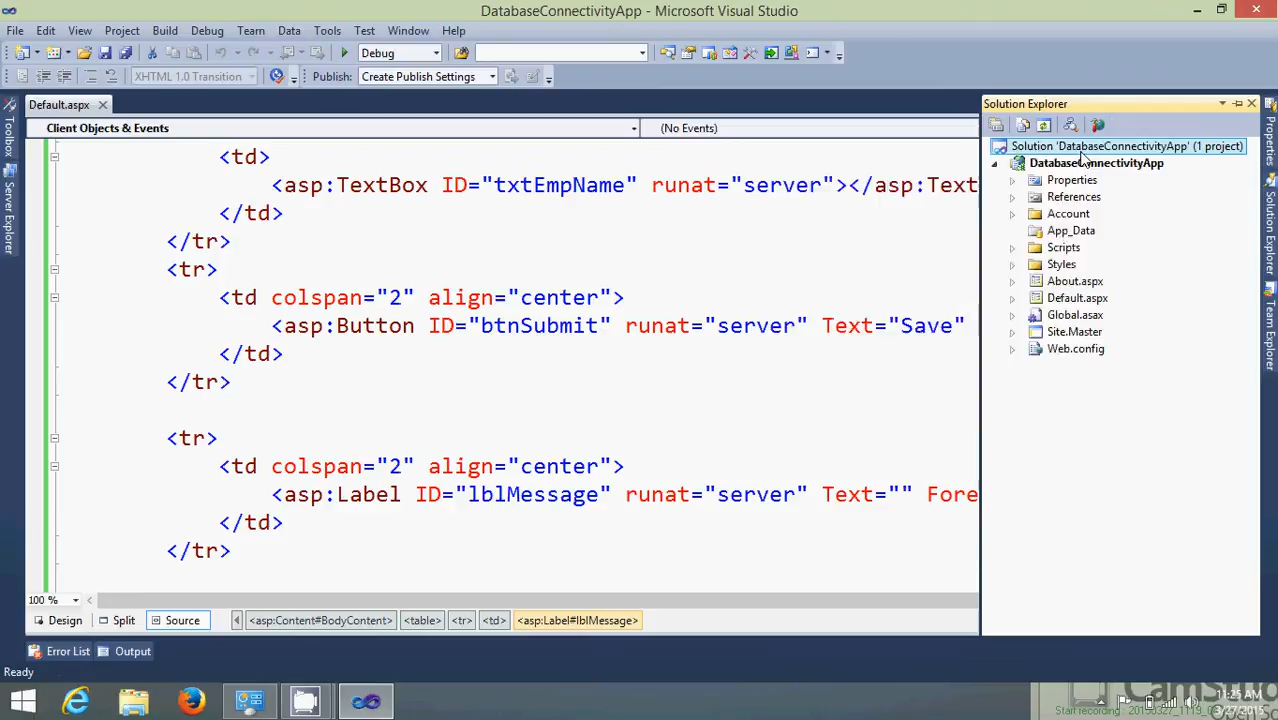 DatabaseConnectivityApp - Microsoft Visual Studio
File Edit View Project Build Debug Team Data Tools Test Window Help
Debug
XHTML 1.0 Transition Publish: Create Publish Settings
Default.aspx
Client Objects & Events (No Events)
<td>
<asp:TextBox ID="txtEmpName" runat="server"></asp:Text
</td>
</tr>
<tr>
<td colspan="2" align="center">
<asp:Button ID="btnSubmit" runat="server" Text="Save"
</td>
</tr>
<tr>
<td colspan="2" align="center">
<asp:Label ID="lblMessage" runat="server" Text="" Fore
</td>
</tr>
100 %
Design Split Source <asp:Content#BodyContent> <table> <tr> <td> <asp:Label#lblMessage>
Error List Output
Ready
Toolbox
Server Explorer
Solution Explorer
Solution 'DatabaseConnectivityApp' (1 project)
DatabaseConnectivityApp
Properties
References
Account
App_Data
Scripts
Styles
About.aspx
Default.aspx
Global.asax
Site.Master
Web.config
Properties
Solution Explorer
Team Explorer
11:25 AM
3/27/2015